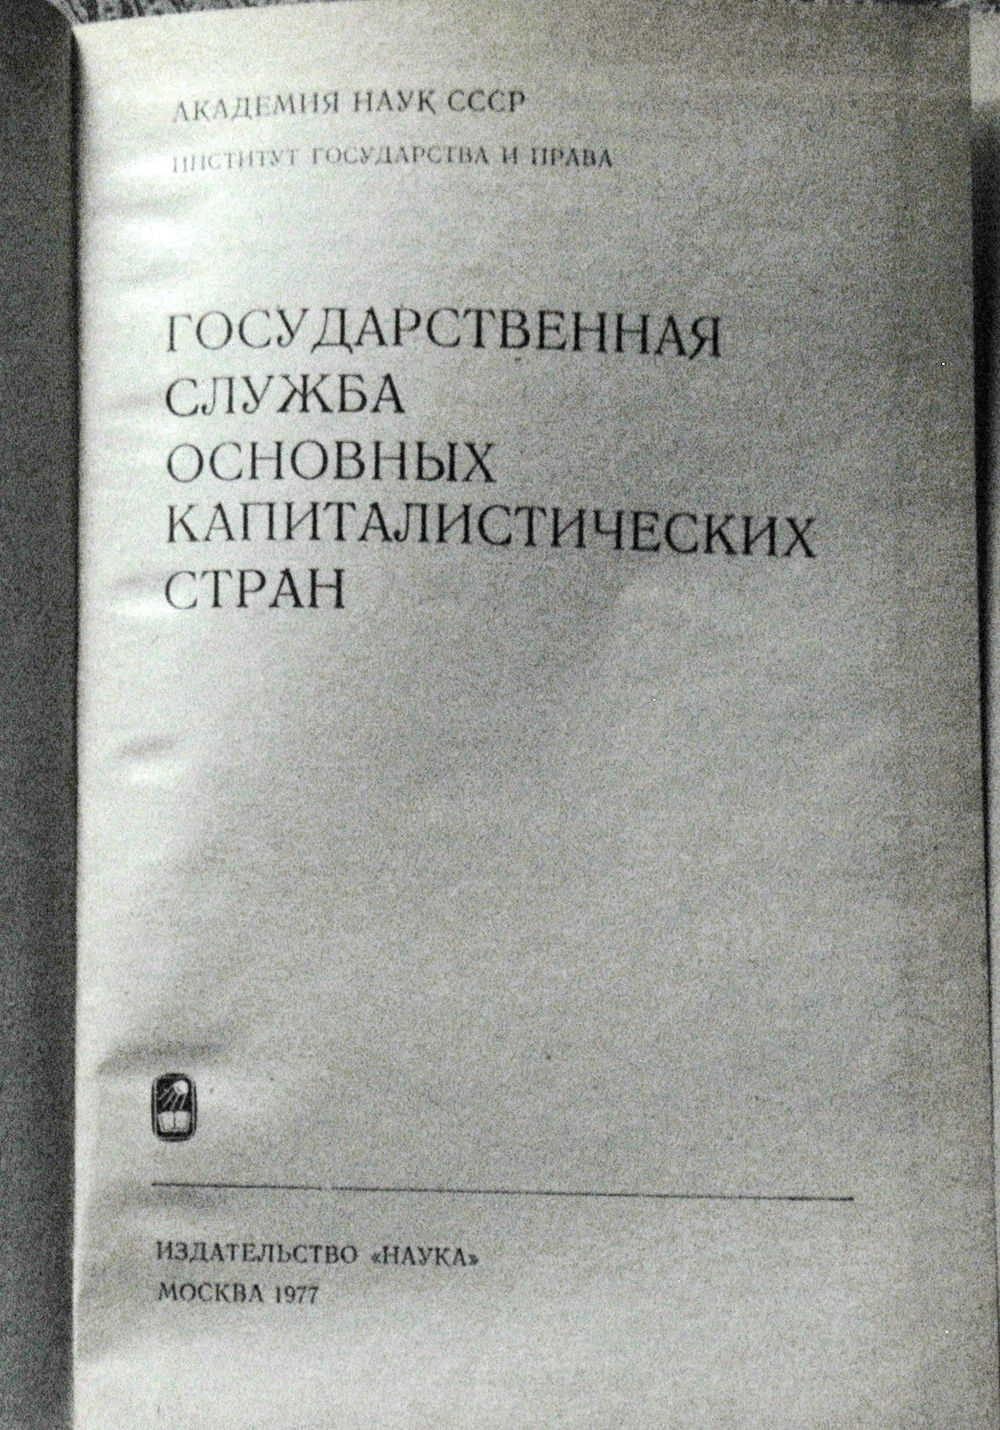 АКАДЕМИЯ НАУК СССР
ИНСТИТУТ ГОСУДАРСТВА И ПРАВА
ГОСУДАРСТВЕННАЯ
СЛУЖБА
ОСНОВНЫХ
КАПИТАЛИСТИЧЕСКИХ
СТРАН
ИЗДАТЕЛЬСТВО «НАУКА»
МОСКВА 1977